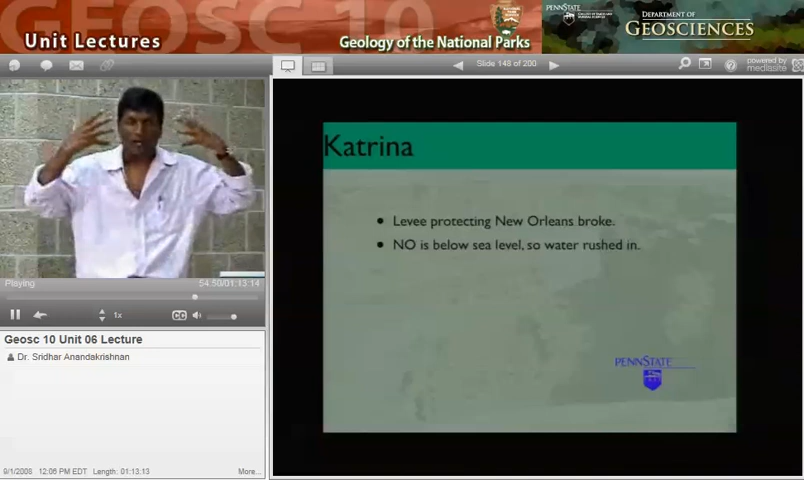 GEOSC 10
Unit Lectures
Geology of the National Parks
PENNSTATE
DEPARTMENT OF
GEOSCIENCES
Slide 148 of 200
powered by
mediasite
Katrina
Levee protecting New Orleans broke.
NO is below sea level, so water rushed in.
PENNSTATE
Playing
54:50/01:13:14
1x
CC
Geosc 10 Unit 06 Lecture
Dr. Sridhar Anandakrishnan
9/1/2008 12:06 PM EDT Length: 01:13:13
More...